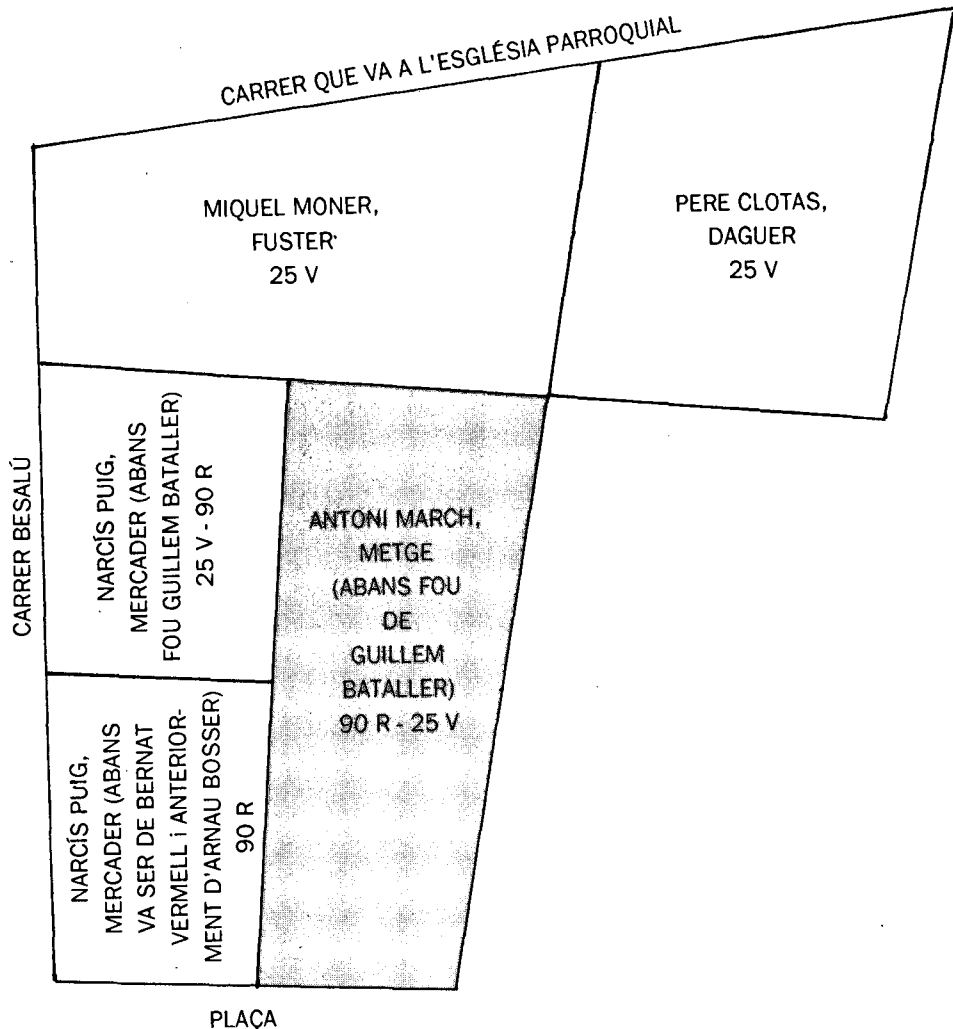 CARRER QUE VA A L'ESGLÉSIA PARROQUIAL
MIQUEL MONER,
FUSTER
25 V
PERE CLOTAS,
DAGUER
25 V
CARRER BESALÚ
NARCÍS PUIG,
MERCADER (ABANS
FOU GUILLEM BATALLER)
25 V - 90 R
ANTONI MARCH,
METGE
(ABANS FOU
DE
GUILLEM
BATALLER)
90 R - 25 V
NARCÍS PUIG,
MERCADER (ABANS
VA SER DE BERNAT
VERMELL i ANTERIOR-
MENT D'ARNAU BOSSER)
90 R
PLAÇA